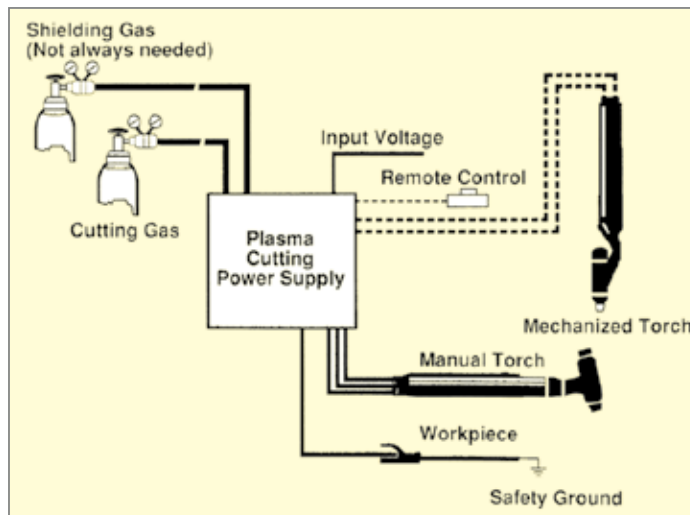 Shielding Gas
(Not always needed)
Input Voltage
Remote Control
Cutting Gas
Plasma
Cutting
Power Supply
Mechanized Torch
Manual Torch
Workpiece
Safety Ground